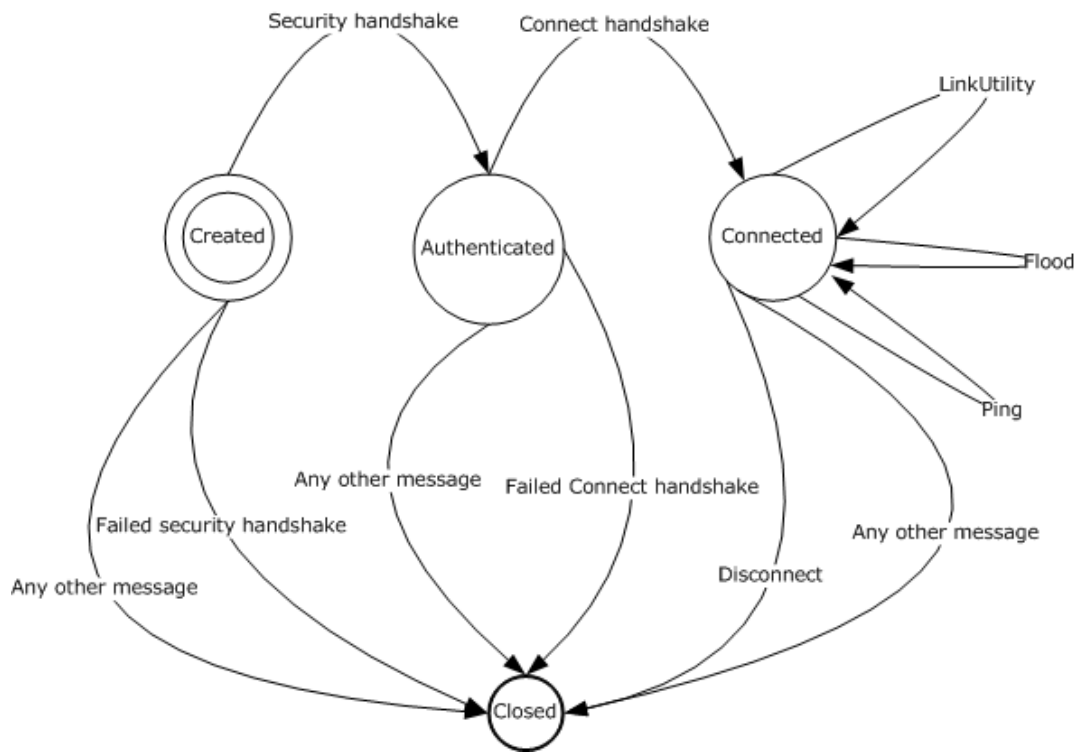 Security handshake
Connect handshake
LinkUtility
Created
Authenticated
Connected
Flood
Ping
Any other message
Failed Connect handshake
Failed security handshake
Any other message
Disconnect
Any other message
Closed